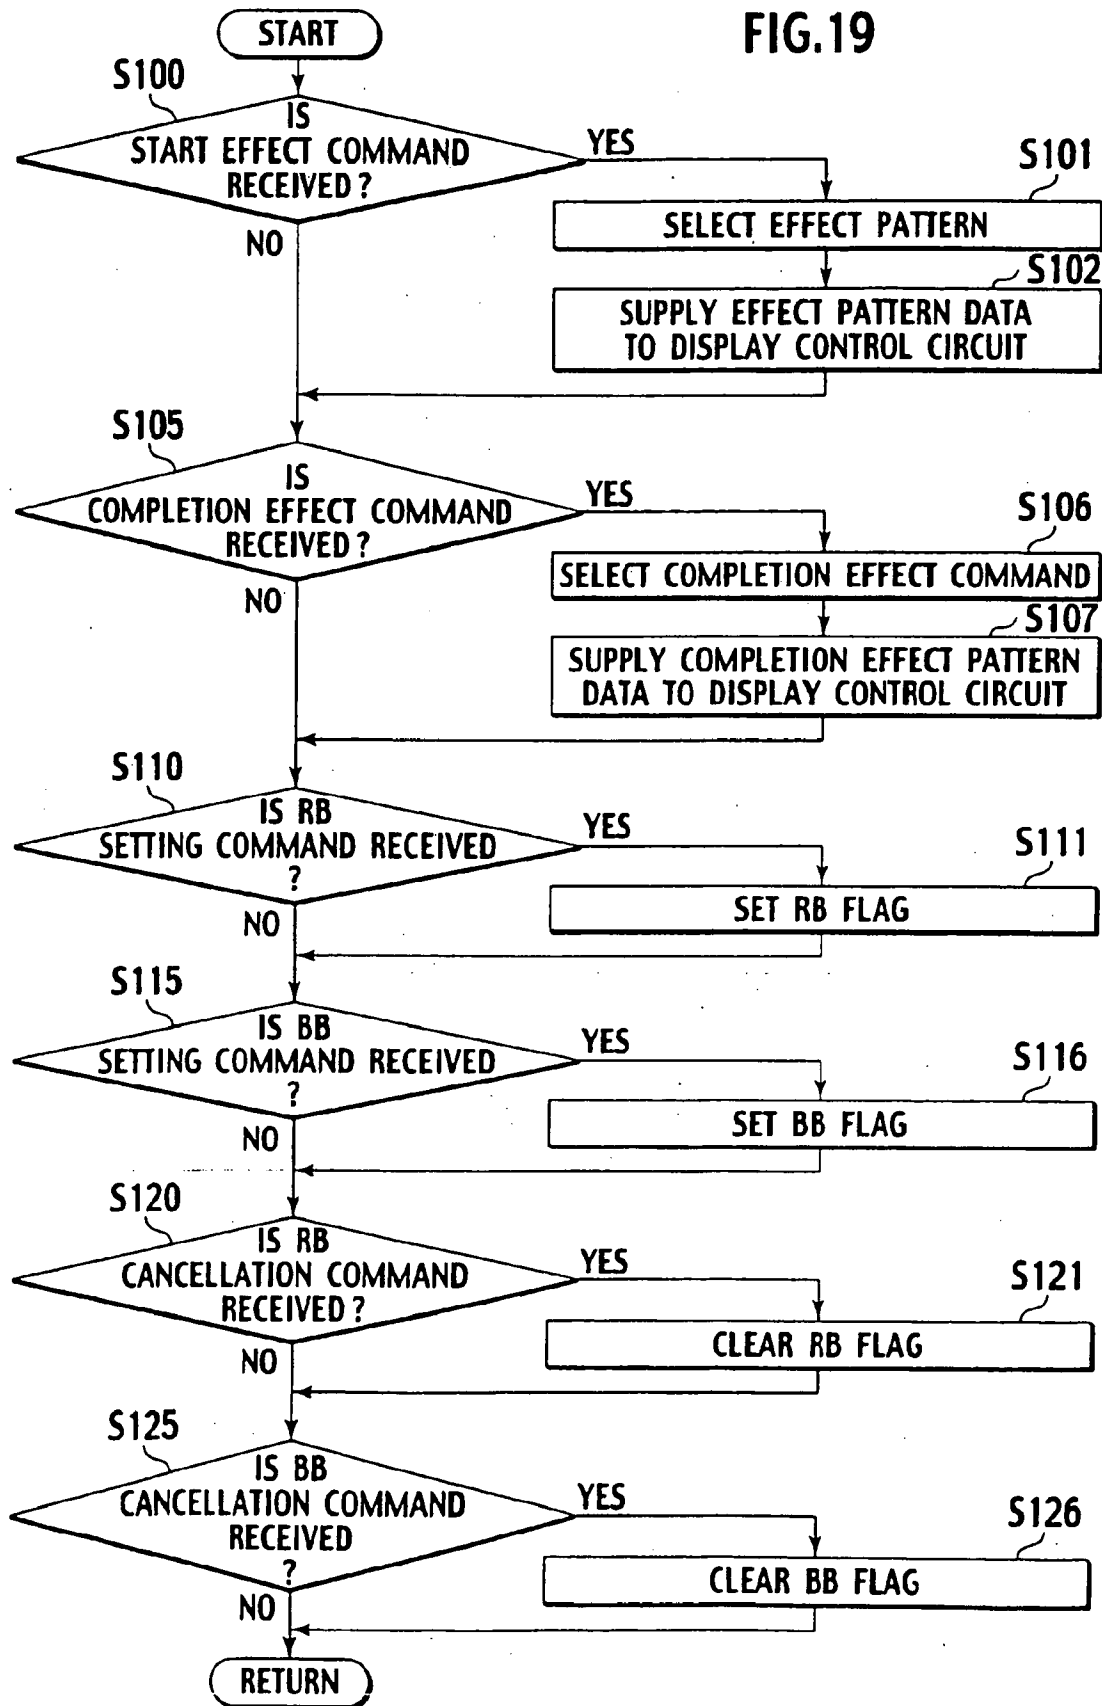 FIG.19
START
S100
IS
START EFFECT COMMAND
RECEIVED?
YES
NO
S101
SELECT EFFECT PATTERN
S102
SUPPLY EFFECT PATTERN DATA
TO DISPLAY CONTROL CIRCUIT
S105
IS
COMPLETION EFFECT COMMAND
RECEIVED?
YES
NO
S106
SELECT COMPLETION EFFECT COMMAND
S107
SUPPLY COMPLETION EFFECT PATTERN
DATA TO DISPLAY CONTROL CIRCUIT
S110
IS RB
SETTING COMMAND RECEIVED
?
YES
NO
S111
SET RB FLAG
S115
IS BB
SETTING COMMAND RECEIVED
?
YES
NO
S116
SET BB FLAG
S120
IS RB
CANCELLATION COMMAND
RECEIVED?
YES
NO
S121
CLEAR RB FLAG
S125
IS BB
CANCELLATION COMMAND
RECEIVED
?
YES
NO
S126
CLEAR BB FLAG
RETURN